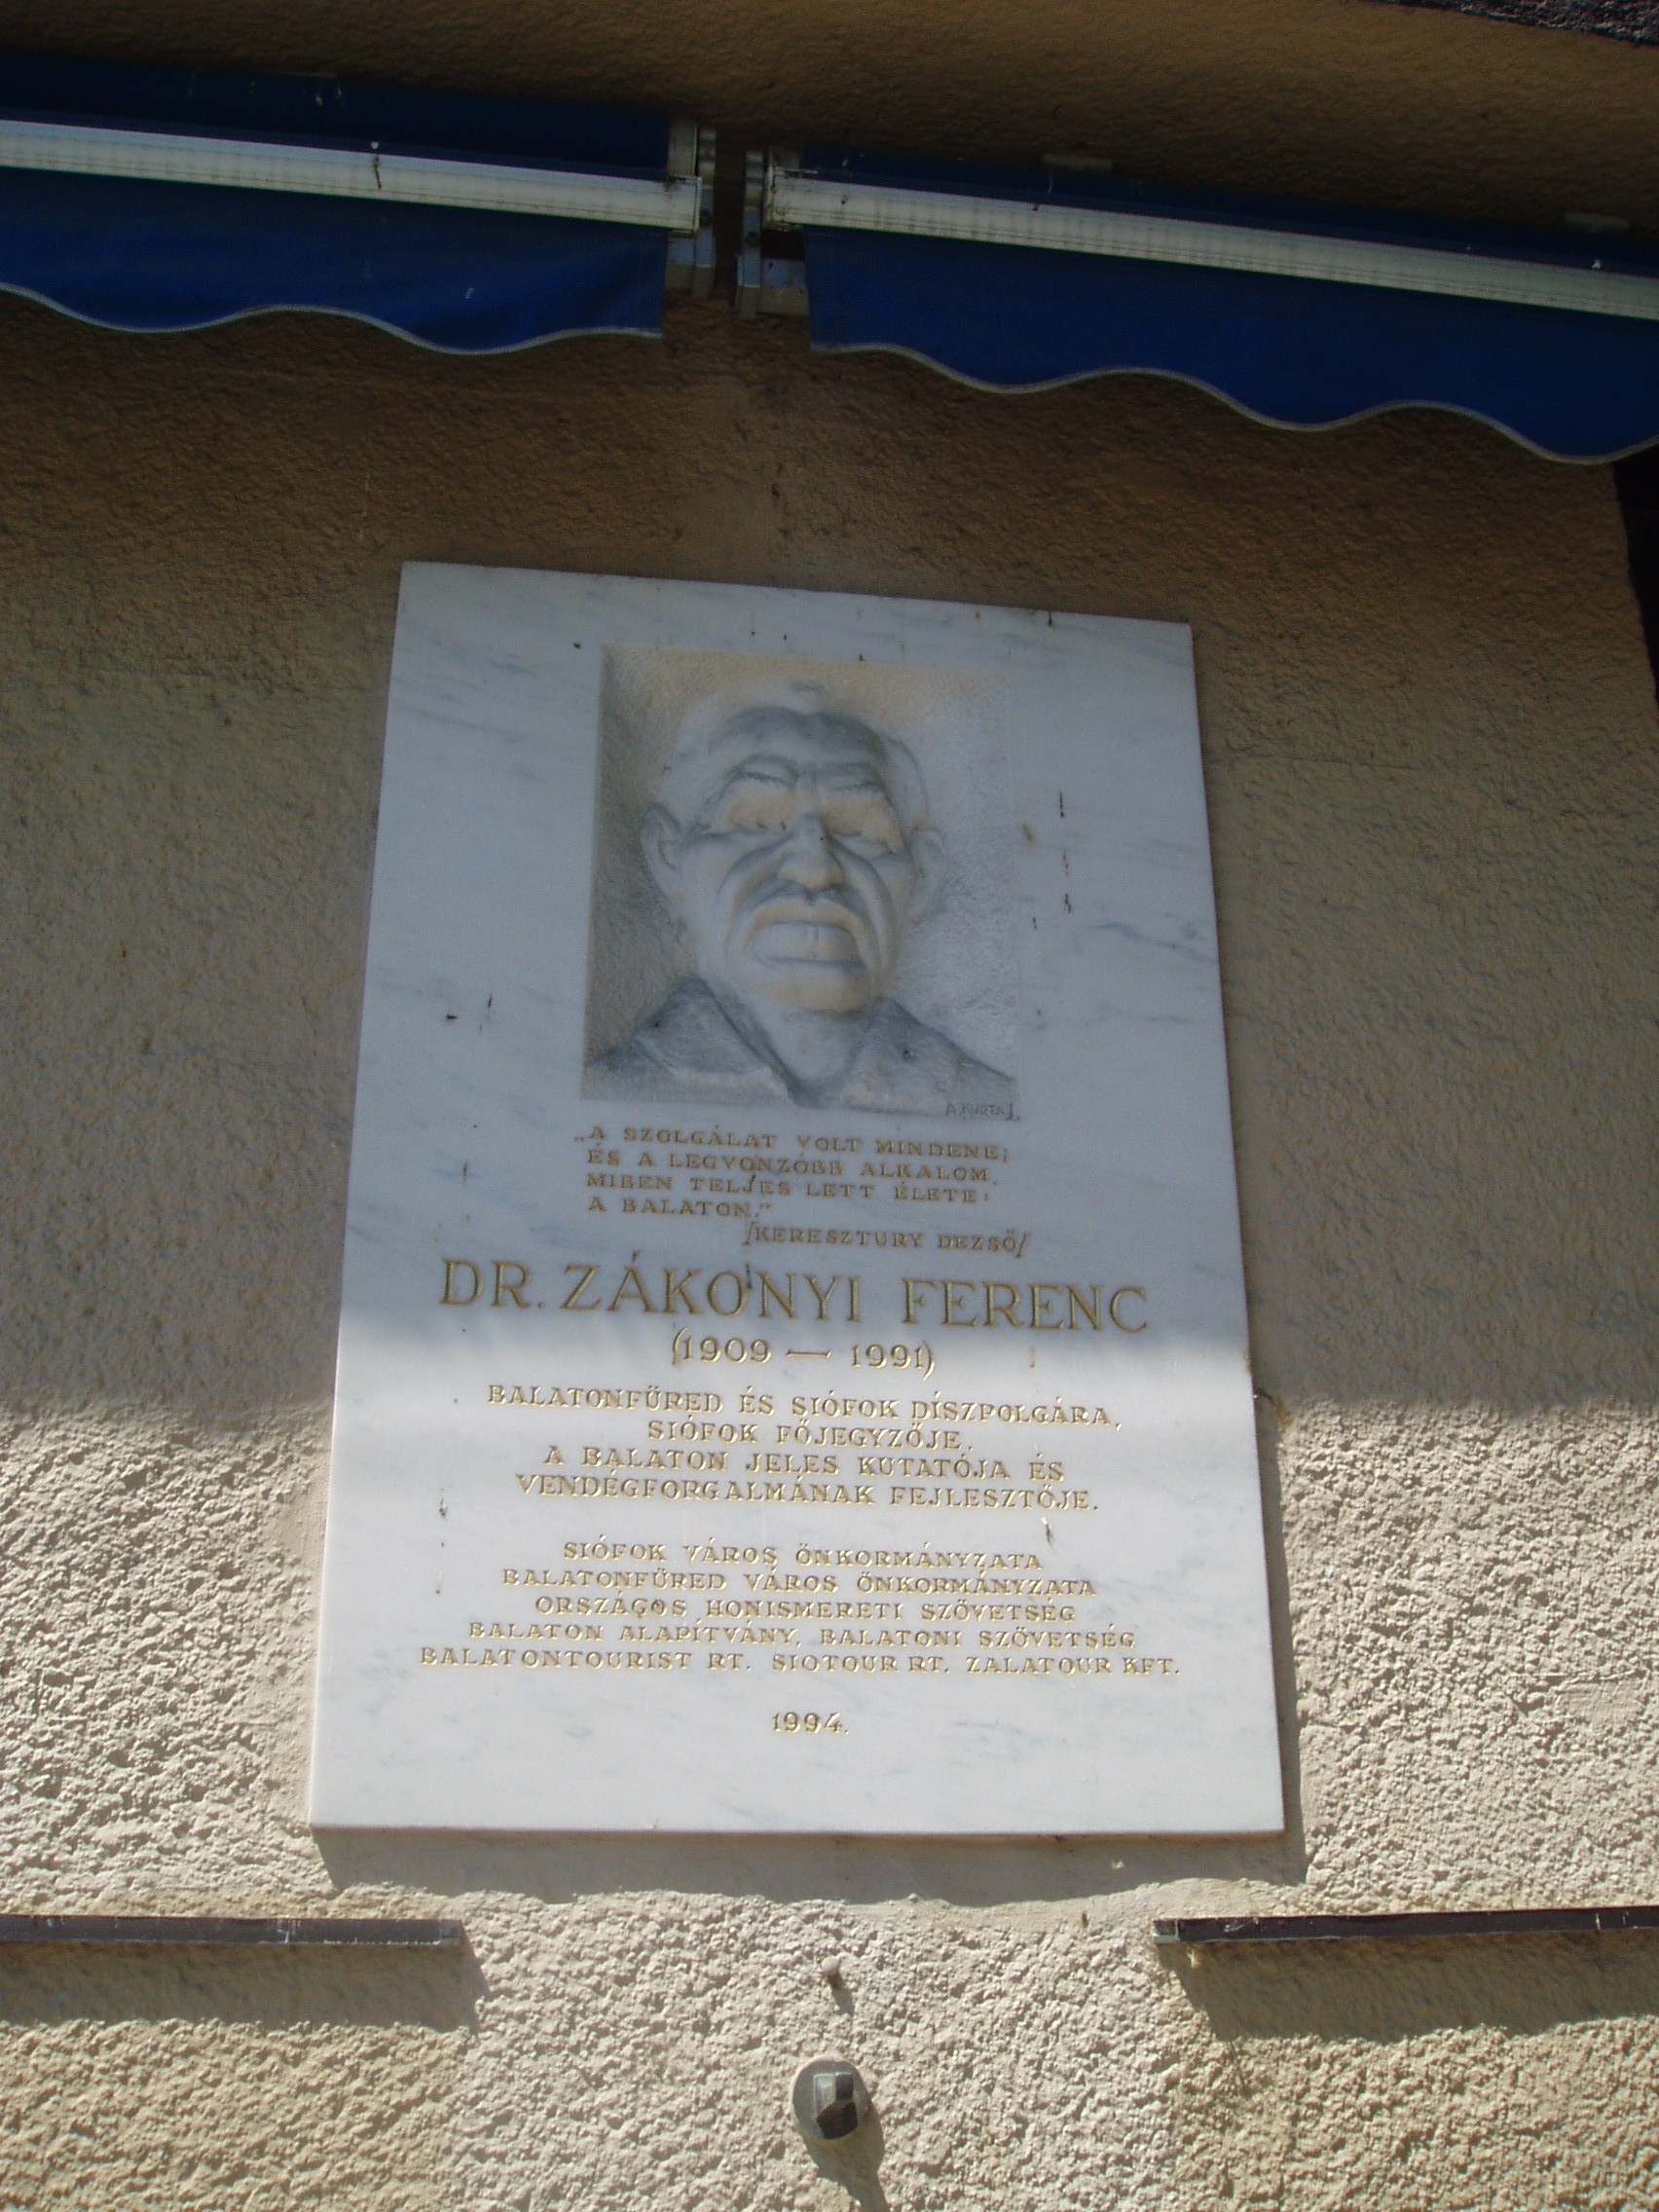 A. KURTA J.
„A SZOLGÁLAT VOLT MINDENE;
ÉS A LEGVONZÓBB ALKALOM,
MIBEN TELJES LETT ÉLETE:
A BALATON."
/KERESZTURY DEZSŐ/
DR. ZÁKONYI FERENC
(1909 — 1991)
BALATONFÜRED ÉS SIÓFOK DÍSZPOLGÁRA,
SIÓFOK FŐJEGYZŐJE.
A BALATON JELES KUTATÓJA ÉS
VENDÉGFORGALMÁNAK FEJLESZTŐJE.
SIÓFOK VÁROS ÖNKORMÁNYZATA
BALATONFÜRED VÁROS ÖNKORMÁNYZATA
ORSZÁGOS HONISMERETI SZÖVETSÉG
BALATON ALAPÍTVÁNY, BALATONI SZÖVETSÉG
BALATONTOURIST RT. SIOTOUR RT. ZALATOUR KFT.
1994.